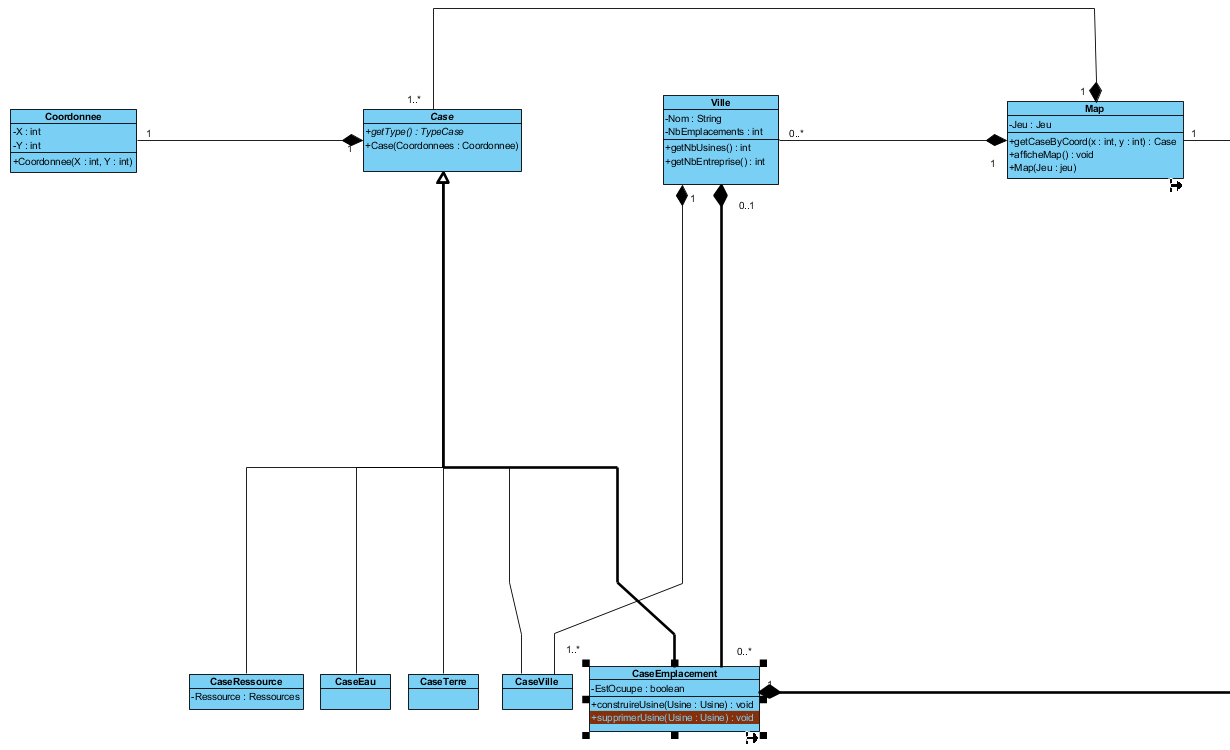 1..*
Coordonnee
-X : int
-Y : int
+Coordonnee(X : int, Y : int)
1
1
Case
+getType() : TypeCase
+Case(Coordonnees : Coordonnee)
Ville
-Nom : String
-NbEmplacements : int
+getNbUsines() : int
+getNbEntreprise() : int
0..*
1
1
Map
-Jeu : Jeu
+getCaseByCoord(x : int, y : int) : Case
+afficheMap() : void
+Map(Jeu : jeu)
1
1
0..1
1..*
0..*
CaseRessource
-Ressource : Ressources
CaseEau
CaseTerre
CaseVille
CaseEmplacement
-EstOcuupe : boolean
+construireUsine(Usine : Usine) : void
+supprimerUsine(Usine : Usine) : void
1